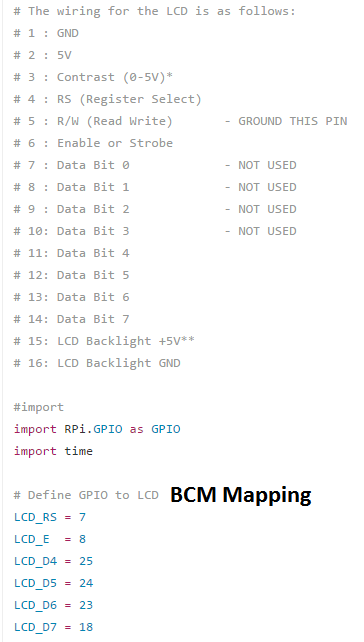 # The wiring for the LCD is as follows:
# 1 : GND
# 2 : 5V
# 3 : Contrast (0-5V)*
# 4 : RS (Register Select)
# 5 : R/W (Read Write)       - GROUND THIS PIN
# 6 : Enable or Strobe
# 7 : Data Bit 0             - NOT USED
# 8 : Data Bit 1             - NOT USED
# 9 : Data Bit 2             - NOT USED
# 10: Data Bit 3             - NOT USED
# 11: Data Bit 4
# 12: Data Bit 5
# 13: Data Bit 6
# 14: Data Bit 7
# 15: LCD Backlight +5V**
# 16: LCD Backlight GND
#import
import RPi.GPIO as GPIO
import time
# Define GPIO to LCD BCM Mapping
LCD_RS = 7
LCD_E  = 8
LCD_D4 = 25
LCD_D5 = 24
LCD_D6 = 23
LCD_D7 = 18